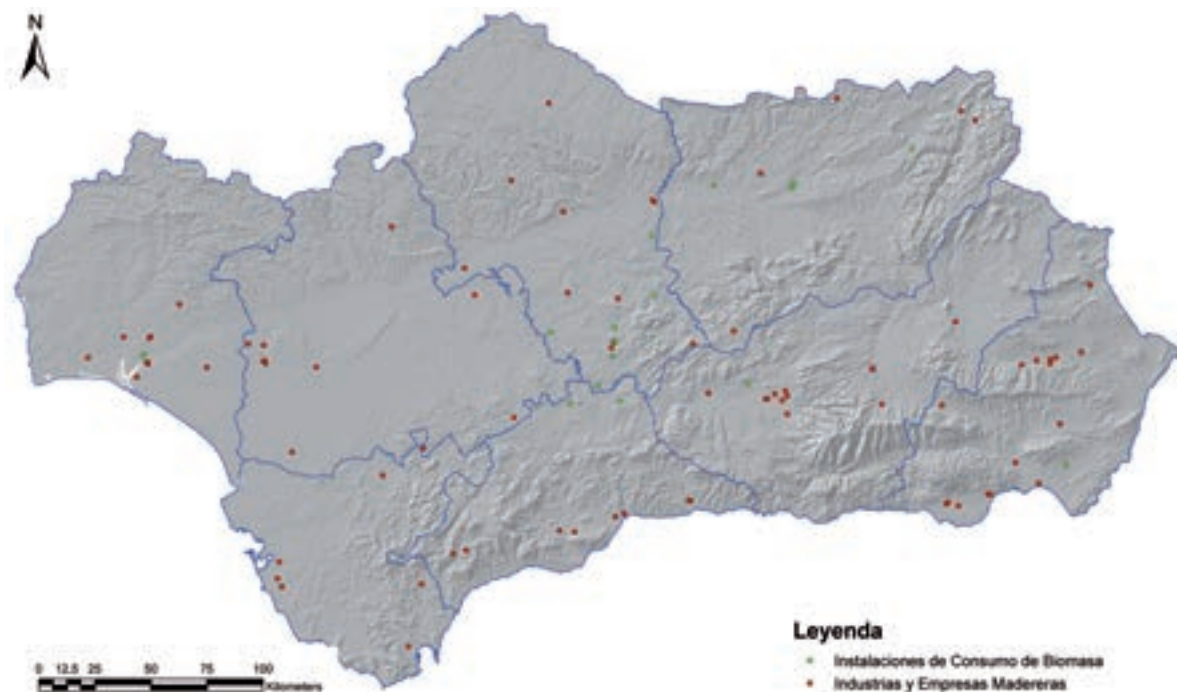 N
Leyenda
Instalaciones de Consumo de Biomasa
Industrias y Empresas Madereras
0 12.5 25 50 75 100
Kilometers